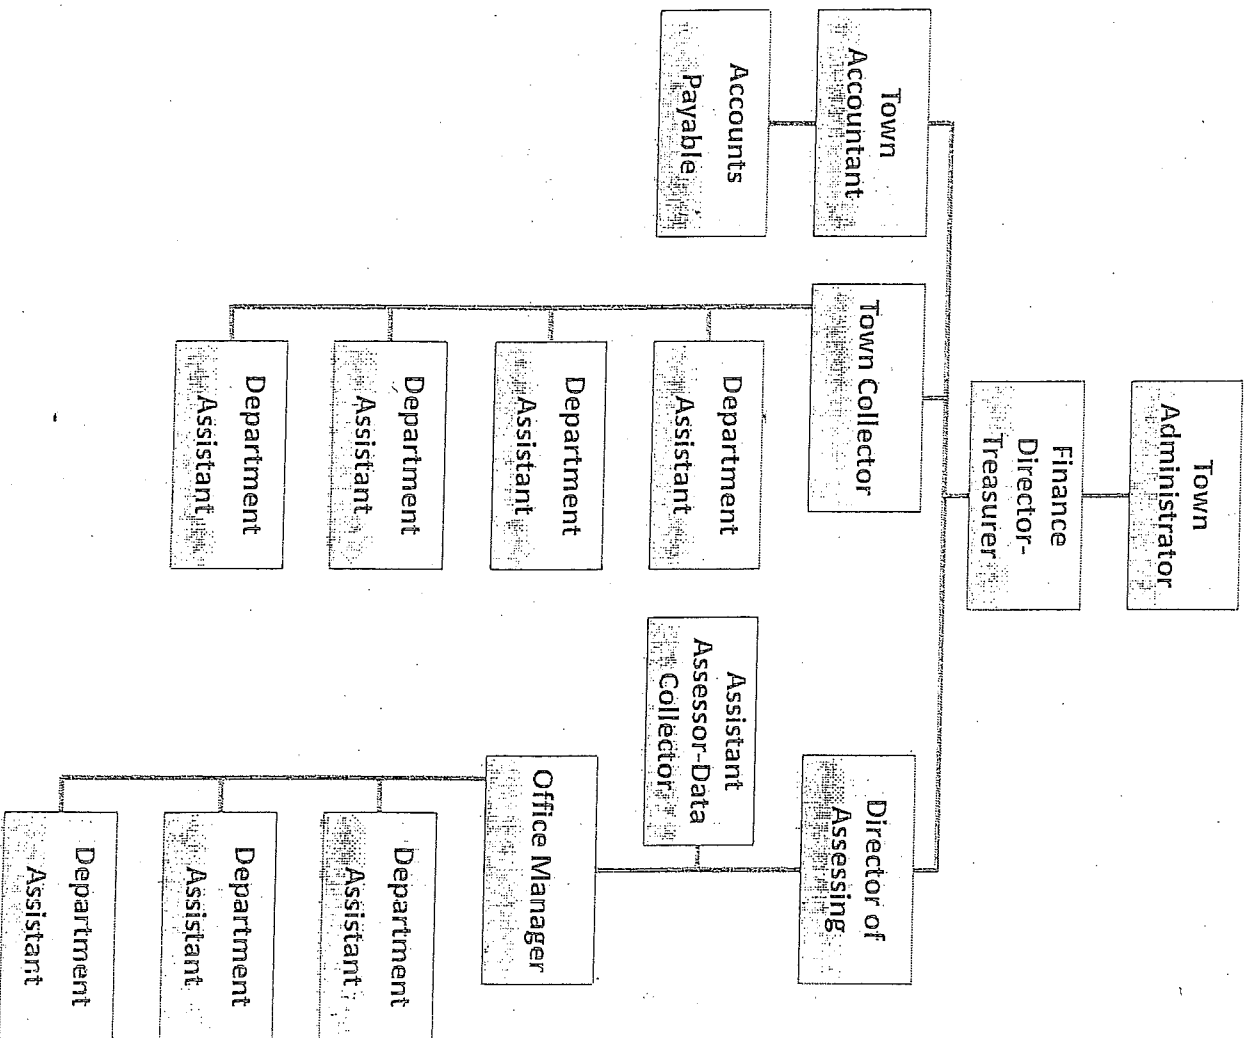 Town
Administrator
Finance
Director-
Treasurer
Town
Accountant
Accounts
Payable
Town Collector
Department
Assistant
Department
Assistant
Department
Assistant
Department
Assistant
Director of
Assessing
Assistant
Assessor-Data
Collector
Office Manager
Department
Assistant
Department
Assistant
Department
Assistant